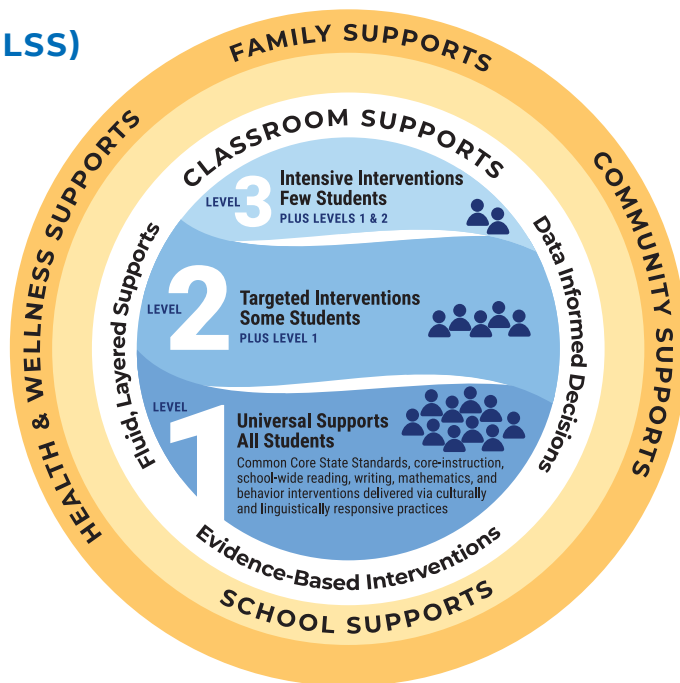 LSS)
FAMILY SUPPORTS
HEALTH & WELLNESS SUPPORTS
COMMUNITY SUPPORTS
CLASSROOM SUPPORTS
Fluid, Layered Supports
Data Informed Decisions
LEVEL 3
Intensive Interventions
Few Students
PLUS LEVELS 1 & 2
LEVEL 2
Targeted Interventions
Some Students
PLUS LEVEL 1
LEVEL 1
Universal Supports
All Students
Common Core State Standards, core-instruction,
school-wide reading, writing, mathematics, and
behavior interventions delivered via culturally
and linguistically responsive practices
Evidence-Based Interventions
SCHOOL SUPPORTS